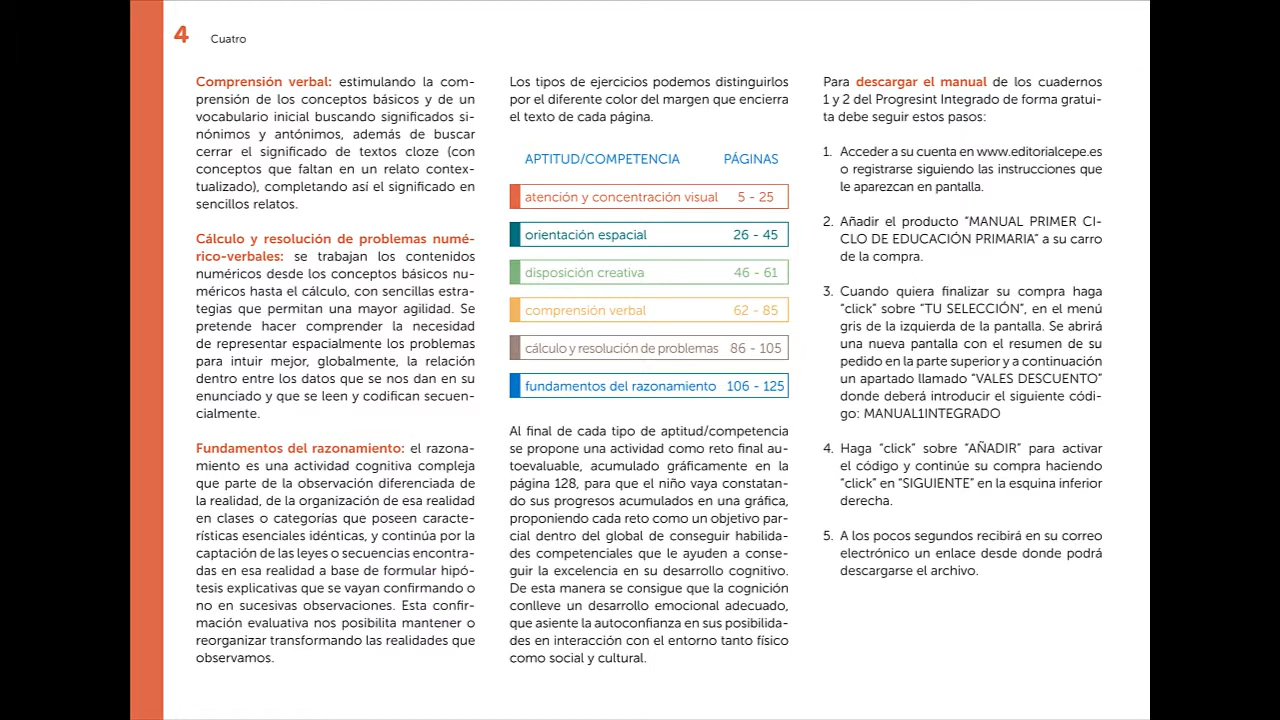 4 Cuatro
Comprensión verbal: estimulando la com-
prensión de los conceptos básicos y de un
vocabulario inicial buscando significados si-
nónimos y antónimos, además de buscar
cerrar el significado de textos cloze (con
conceptos que faltan en un relato contex-
tualizado), completando así el significado en
sencillos relatos.
Cálculo y resolución de problemas numé-
rico-verbales: se trabajan los contenidos
numéricos desde los conceptos básicos nu-
méricos hasta el cálculo, con sencillas estra-
tegias que permitan una mayor agilidad. Se
pretende hacer comprender la necesidad
de representar espacialmente los problemas
para intuir mejor, globalmente, la relación
dentro entre los datos que se nos dan en su
enunciado y que se leen y codifican secuen-
cialmente.
Fundamentos del razonamiento: el razona-
miento es una actividad cognitiva compleja
que parte de la observación diferenciada de
la realidad, de la organización de esa realidad
en clases o categorías que poseen caracte-
rísticas esenciales idénticas, y continúa por la
captación de las leyes o secuencias encontra-
das en esa realidad a base de formular hipó-
tesis explicativas que se vayan confirmando o
no en sucesivas observaciones. Esta confir-
mación evaluativa nos posibilita mantener o
reorganizar transformando las realidades que
observamos.
Los tipos de ejercicios podemos distinguirlos
por el diferente color del margen que encierra
el texto de cada página.
APTITUD/COMPETENCIA PÁGINAS
atención y concentración visual 5 - 25
orientación espacial 26 - 45
disposición creativa 46 - 61
comprensión verbal 62 - 85
cálculo y resolución de problemas 86 - 105
fundamentos del razonamiento 106 - 125
Al final de cada tipo de aptitud/competencia
se propone una actividad como reto final au-
toevaluable, acumulado gráficamente en la
página 128, para que el niño vaya constatan-
do sus progresos acumulados en una gráfica,
proponiendo cada reto como un objetivo par-
cial dentro del global de conseguir habilida-
des competenciales que le ayuden a conse-
guir la excelencia en su desarrollo cognitivo.
De esta manera se consigue que la cognición
conlleve un desarrollo emocional adecuado,
que asiente la autoconfianza en sus posibilida-
des en interacción con el entorno tanto físico
como social y cultural.
Para descargar el manual de los cuadernos
1 y 2 del Progresint Integrado de forma gratui-
ta debe seguir estos pasos:
1. Acceder a su cuenta en www.editorialcepe.es
o registrarse siguiendo las instrucciones que
le aparezcan en pantalla.
2. Añadir el producto “MANUAL PRIMER CI-
CLO DE EDUCACIÓN PRIMARIA” a su carro
de la compra.
3. Cuando quiera finalizar su compra haga
“click” sobre “TU SELECCIÓN”, en el menú
gris de la izquierda de la pantalla. Se abrirá
una nueva pantalla con el resumen de su
pedido en la parte superior y a continuación
un apartado llamado “VALES DESCUENTO”
donde deberá introducir el siguiente códi-
go: MANUAL1INTEGRADO
4. Haga “click” sobre “AÑADIR” para activar
el código y continúe su compra haciendo
“click” en “SIGUIENTE” en la esquina inferior
derecha.
5. A los pocos segundos recibirá en su correo
electrónico un enlace desde donde podrá
descargarse el archivo.